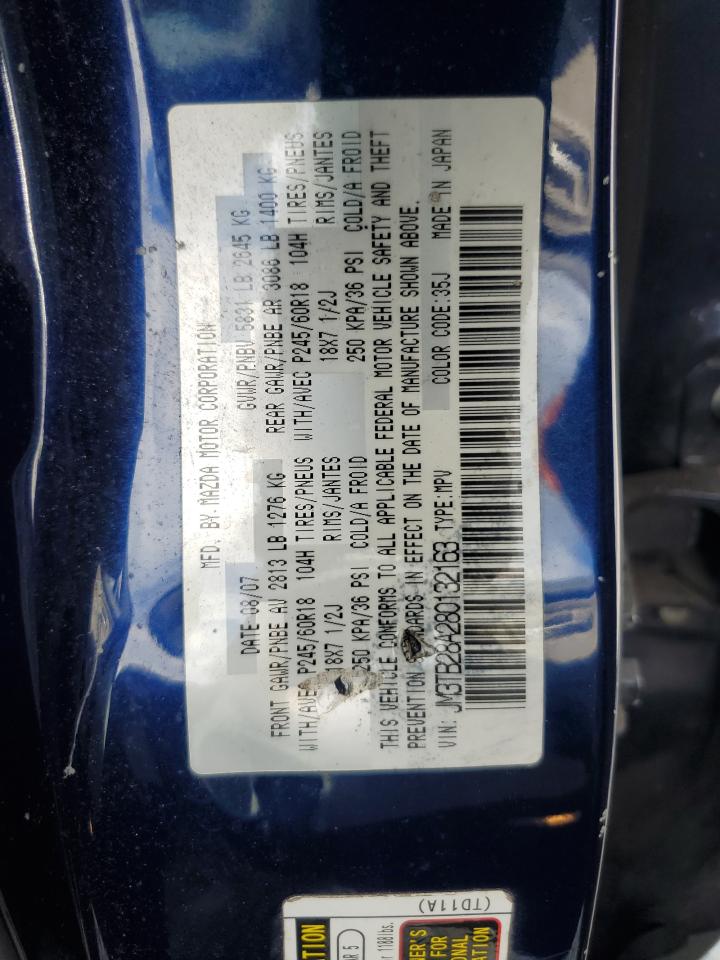 MFD. BY MAZDA MOTOR CORPORATION
DATE 08/07 GVWR/PNBV 5831 LB 2645 KG
FRONT GAWR/PNBE AV 2813 LB 1276 KG REAR GAWR/PNBE AR 3086 LB 1400 KG
WITH/AVEC P245/60R18 104H TIRES/PNEUS WITH/AVEC P245/60R18 104H TIRES/PNEUS
18X7 1/2J RIMS/JANTES 18X7 1/2J RIMS/JANTES
250 KPA/36 PSI COLD/A FROID 250 KPA/36 PSI COLD/A FROID
THIS VEHICLE CONFORMS TO ALL APPLICABLE FEDERAL MOTOR VEHICLE SAFETY AND THEFT
PREVENTION IN EFFECT ON THE DATE OF MANUFACTURE SHOWN ABOVE.
VIN: JM3TB28A280132163 TYPE:MPV COLOR CODE:35J MADE IN JAPAN
(TD11A)
1188 lbs.
FOR